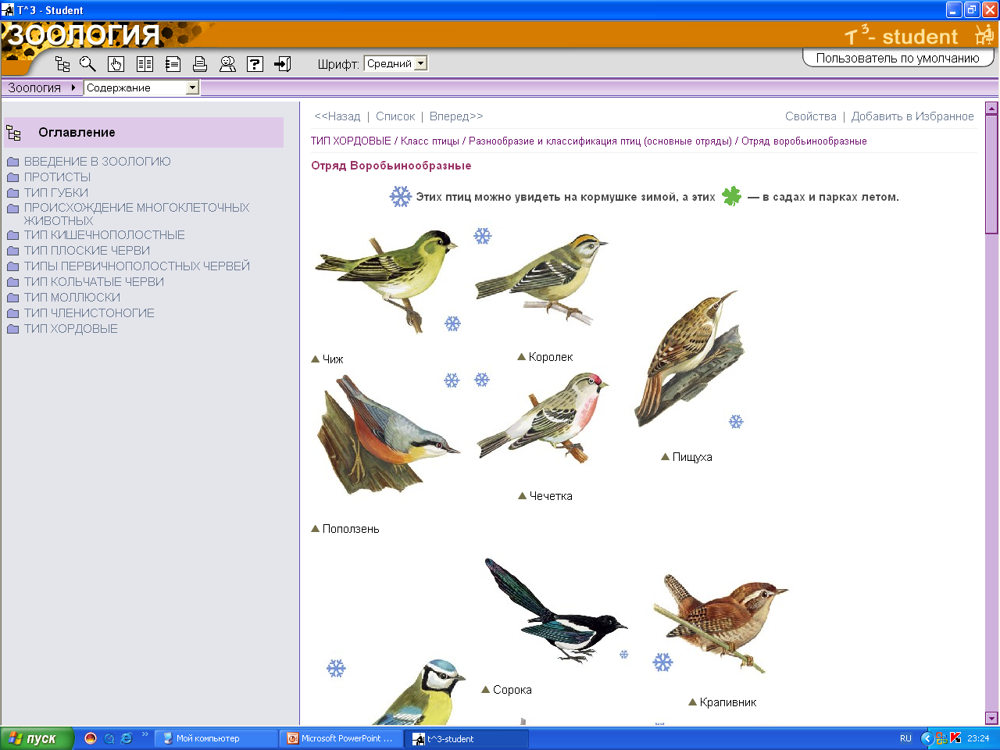 T^3 - Student
ЗООЛОГИЯ
T3- student
Шрифт: Средний
Пользователь по умолчанию
Зоология Содержание
Оглавление
ВВЕДЕНИЕ В ЗООЛОГИЮ
ПРОТИСТЫ
ТИП ГУБКИ
ПРОИСХОЖДЕНИЕ МНОГОКЛЕТОЧНЫХ
ЖИВОТНЫХ
ТИП КИШЕЧНОПОЛОСТНЫЕ
ТИП ПЛОСКИЕ ЧЕРВИ
ТИПЫ ПЕРВИЧНОПОЛОСТНЫХ ЧЕРВЕЙ
ТИП КОЛЬЧАТЫЕ ЧЕРВИ
ТИП МОЛЛЮСКИ
ТИП ЧЛЕНИСТОНОГИЕ
ТИП ХОРДОВЫЕ
<<Назад | Список | Вперед>>
Свойства | Добавить в Избранное
ТИП ХОРДОВЫЕ / Класс птицы / Разнообразие и классификация птиц (основные отряды) / Отряд воробьинообразные
Отряд Воробьинообразные
Этих птиц можно увидеть на кормушке зимой, а этих — в садах и парках летом.
Чиж
Королек
Пищуха
Чечетка
Поползень
Сорока
Крапивник
пуск
Мой компьютер
Microsoft PowerPoint ...
t^3-student
RU
23:24